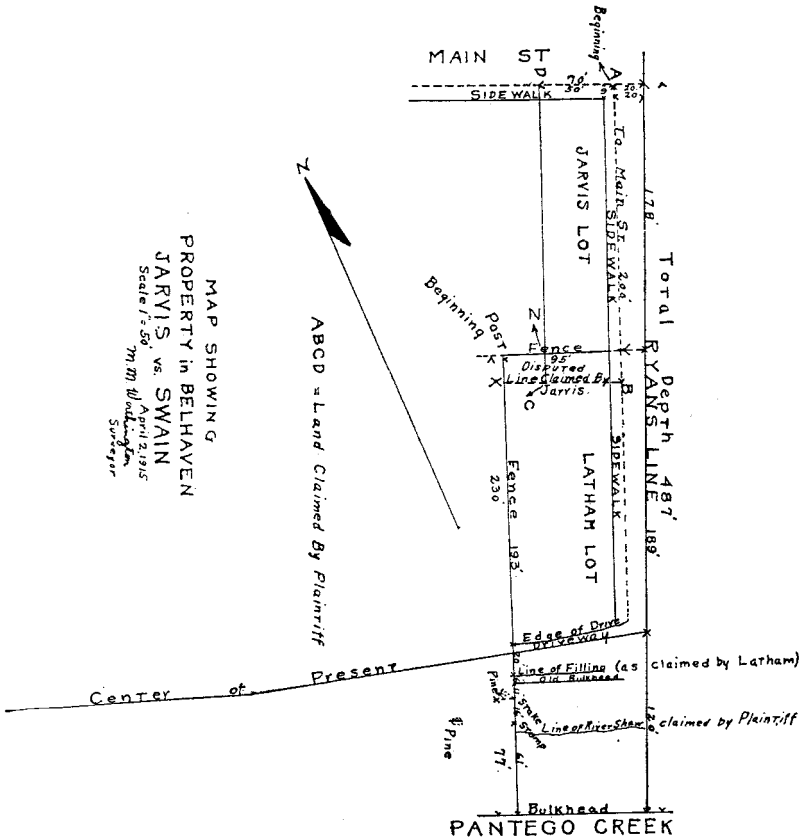 Beginning
MAIN ST
D
A
70'
50'
SIDEWALK
To Main St. 200'
178'
JARVIS LOT
SIDEWALK
Total Depth 487'
RYANS LINE
N
Beginning
Post
Fence
95'
Disputed
X
Line Claimed By
Jarvis.
B
C
Fence
230'
193'
LATHAM LOT
SIDEWALK
189'
MAP SHOWING
PROPERTY in BELHAVEN
JARVIS vs. SWAIN
Scale 1" = 50' April 2, 1915
Surveyor
ABCD = Land Claimed By Plaintiff
Edge of Drive
DRIVEWAY
Center of Present
Line of Filling (as claimed by Latham)
Old Bulkhead
Pine
Stake
Stump
Line of River Shore claimed by Plaintiff
120'
Pine
77'
61'
Bulkhead
PANTEGO CREEK